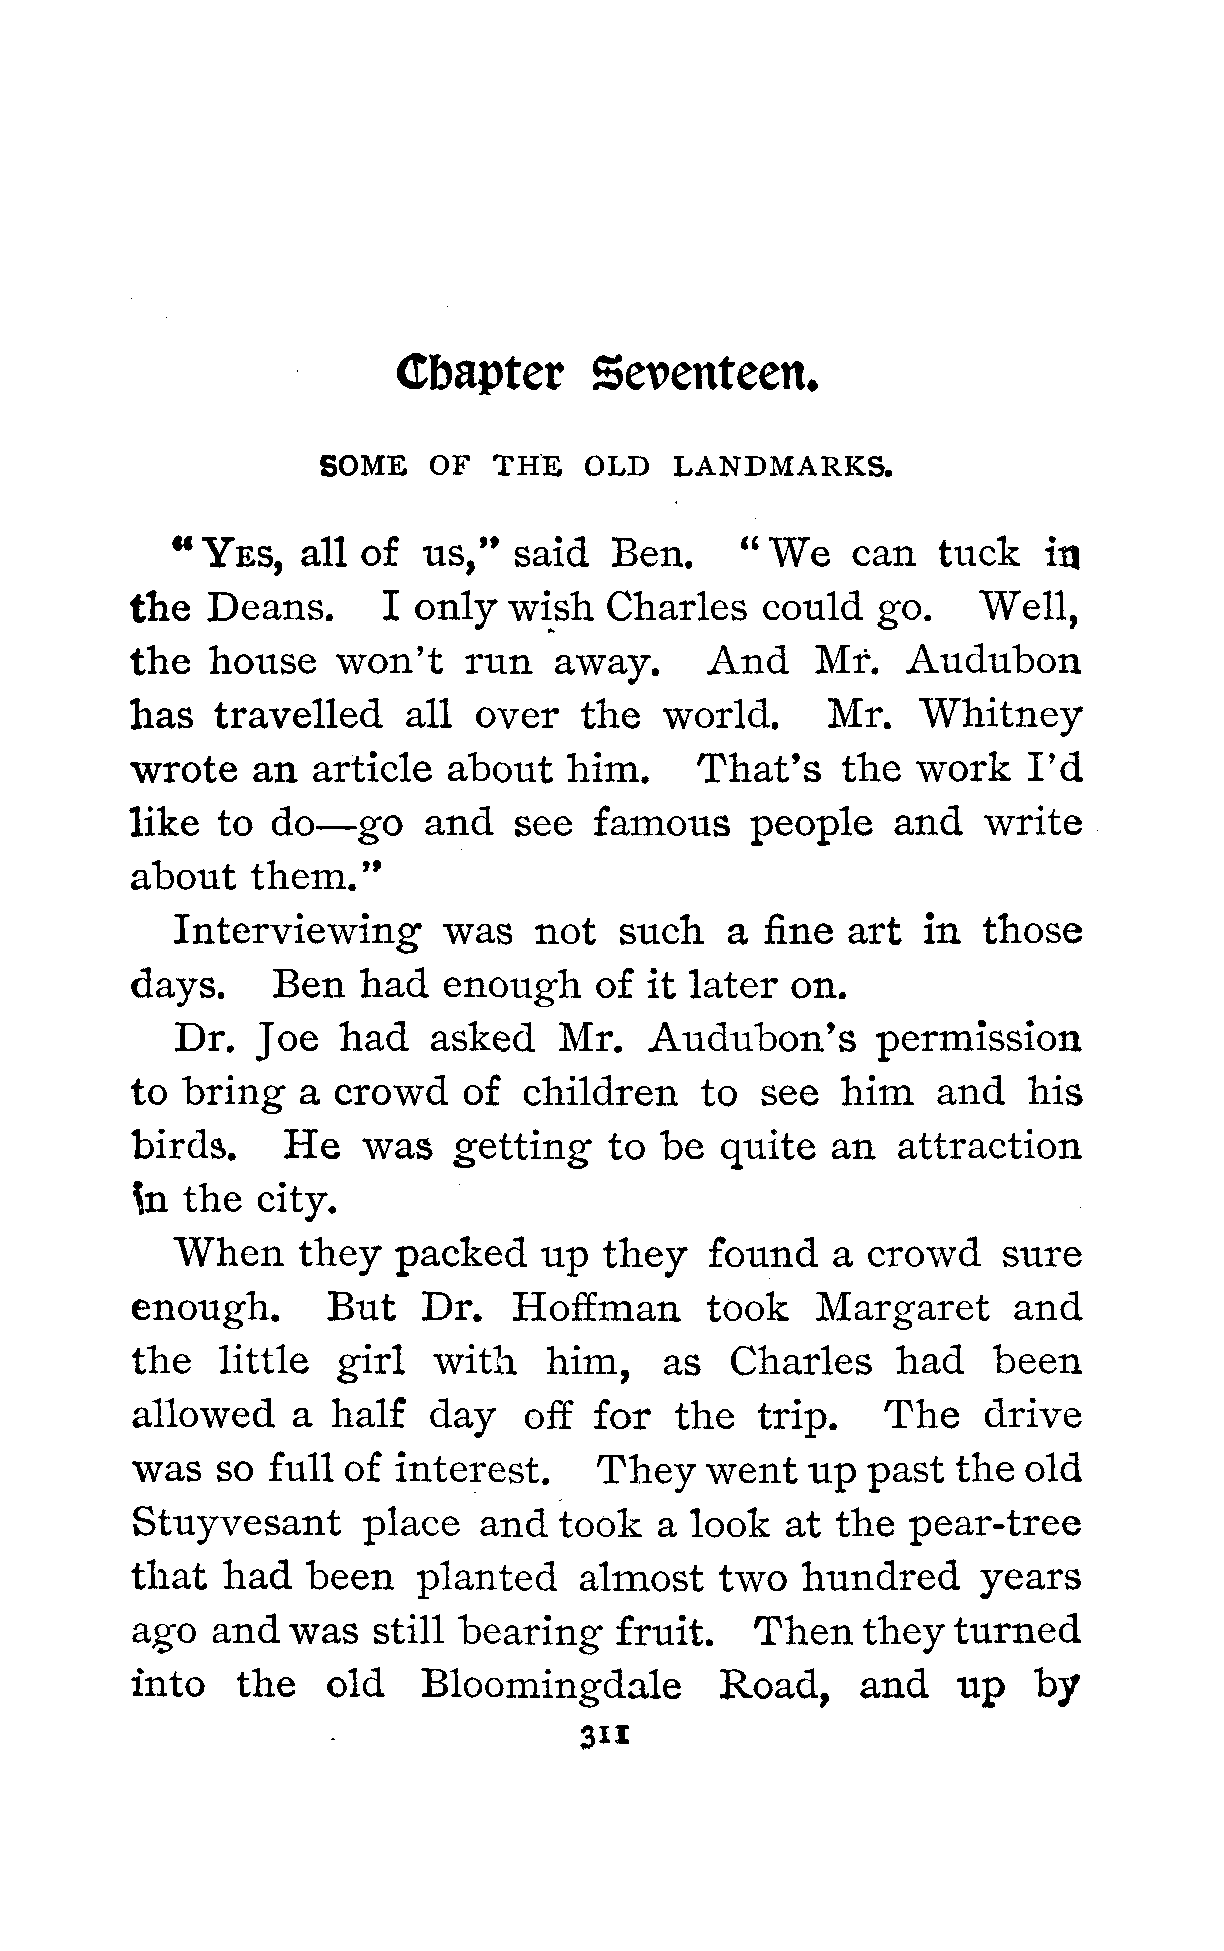 Chapter Seventeen.
SOME OF THE OLD LANDMARKS.
“YES, all of us,” said Ben. “We can tuck in
the Deans. I only wish Charles could go. Well,
the house won’t run away. And Mr. Audubon
has travelled all over the world. Mr. Whitney
wrote an article about him. That’s the work I’d
like to do—go and see famous people and write
about them.”
Interviewing was not such a fine art in those
days. Ben had enough of it later on.
Dr. Joe had asked Mr. Audubon’s permission
to bring a crowd of children to see him and his
birds. He was getting to be quite an attraction
in the city.
When they packed up they found a crowd sure
enough. But Dr. Hoffman took Margaret and
the little girl with him, as Charles had been
allowed a half day off for the trip. The drive
was so full of interest. They went up past the old
Stuyvesant place and took a look at the pear-tree
that had been planted almost two hundred years
ago and was still bearing fruit. Then they turned
into the old Bloomingdale Road, and up by
311